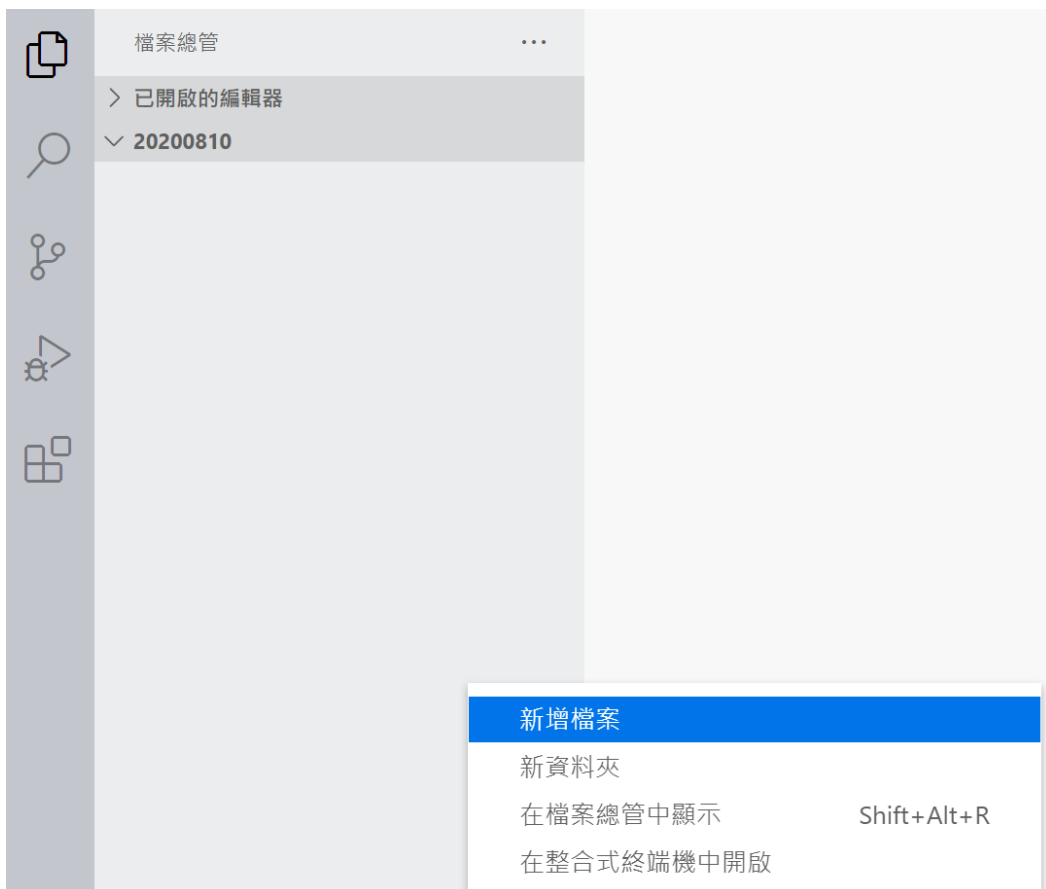 檔案總管
已開啟的編輯器
20200810
新增檔案
新資料夾
在檔案總管中顯示 Shift+Alt+R
在整合式終端機中開啟